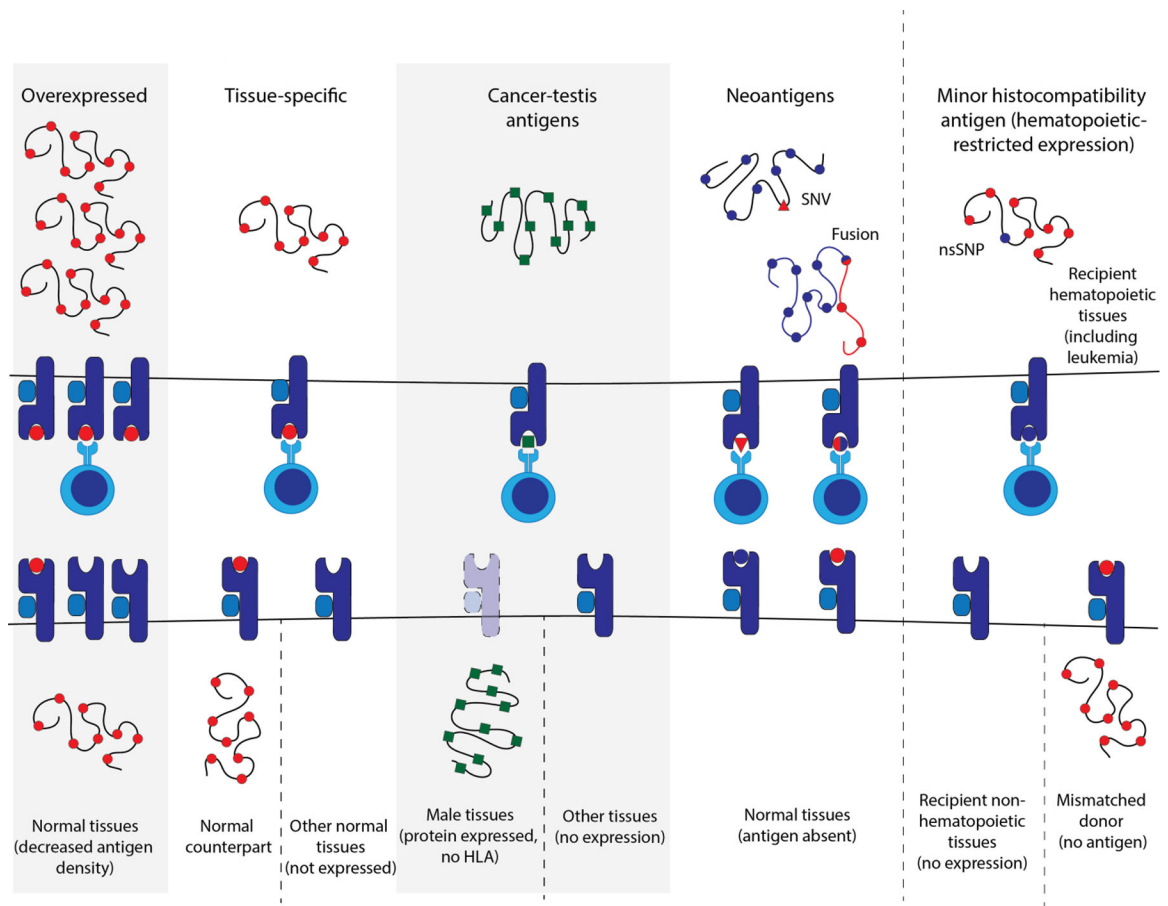 Overexpressed
Tissue-specific
Cancer-testis
antigens
Neoantigens
Minor histocompatibility
antigen (hematopoietic-
restricted expression)
SNV
Fusion
nsSNP
Recipient
hematopoietic
tissues
(including
leukemia)
Normal tissues
(decreased antigen
density)
Normal
counterpart
Other normal
tissues
(not expressed)
Male tissues
(protein expressed,
no HLA)
Other tissues
(no expression)
Normal tissues
(antigen absent)
Recipient non-
hematopoietic
tissues
(no expression)
Mismatched
donor
(no antigen)